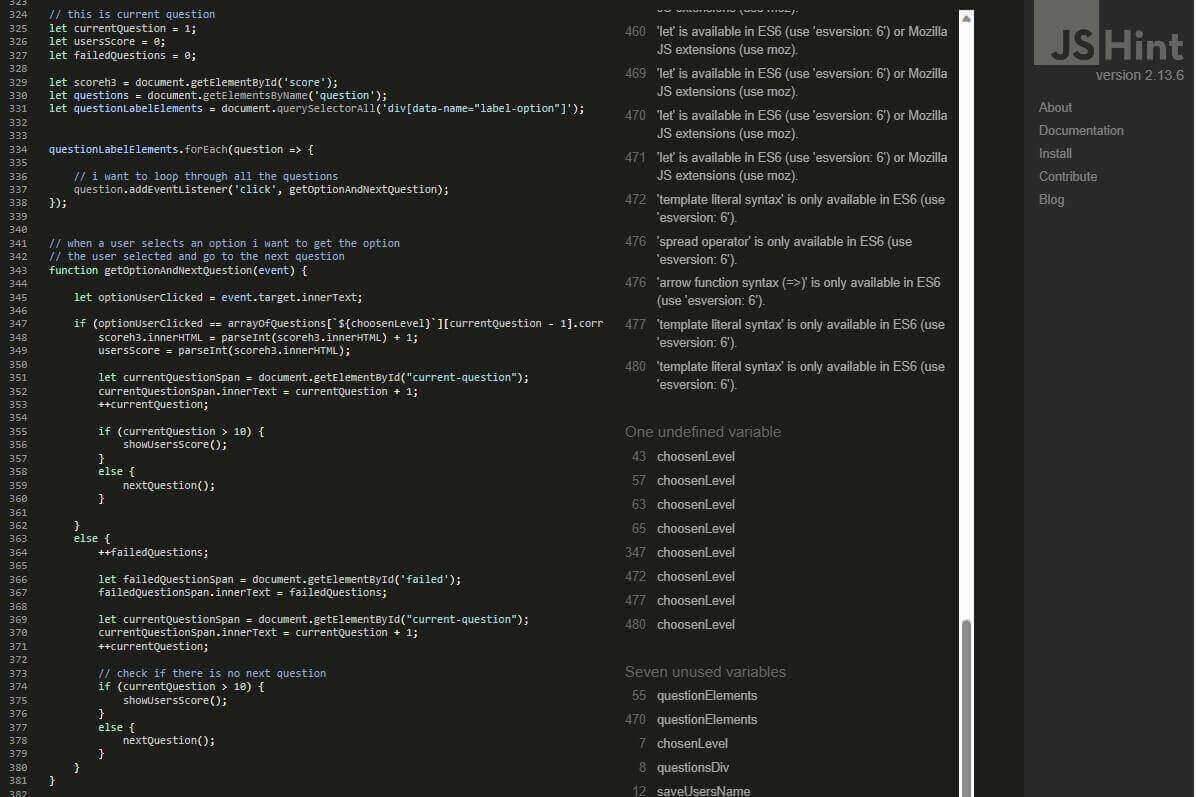 323
324 // this is current question
325 let currentQuestion = 1;
326 let usersScore = 0;
327 let failedQuestions = 0;
328
329 let scoreh3 = document.getElementById('score');
330 let questions = document.getElementsByName('question');
331 let questionLabelElements = document.querySelectorAll('div[data-name="label-option"]');
332
333
334 questionLabelElements.forEach(question => {
335
336 // i want to loop through all the questions
337 question.addEventListener('click', getOptionAndNextQuestion);
338 });
339
340
341 // when a user selects an option i want to get the option
342 // the user selected and go to the next question
343 function getOptionAndNextQuestion(event) {
344
345 let optionUserClicked = event.target.innerText;
346
347 if (optionUserClicked == arrayOfQuestions[`${choosenLevel}`][currentQuestion - 1].corr
348 scoreh3.innerHTML = parseInt(scoreh3.innerHTML) + 1;
349 usersScore = parseInt(scoreh3.innerHTML);
350
351 let currentQuestionSpan = document.getElementById("current-question");
352 currentQuestionSpan.innerText = currentQuestion + 1;
353 ++currentQuestion;
354
355 if (currentQuestion > 10) {
356 showUsersScore();
357 }
358 else {
359 nextQuestion();
360 }
361
362 }
363 else {
364 ++failedQuestions;
365
366 let failedQuestionSpan = document.getElementById('failed');
367 failedQuestionSpan.innerText = failedQuestions;
368
369 let currentQuestionSpan = document.getElementById("current-question");
370 currentQuestionSpan.innerText = currentQuestion + 1;
371 ++currentQuestion;
372
373 // check if there is no next question
374 if (currentQuestion > 10) {
375 showUsersScore();
376 }
377 else {
378 nextQuestion();
379 }
380 }
381 }
382
JS extensions (use moz).
460 'let' is available in ES6 (use 'esversion: 6') or Mozilla
JS extensions (use moz).
469 'let' is available in ES6 (use 'esversion: 6') or Mozilla
JS extensions (use moz).
470 'let' is available in ES6 (use 'esversion: 6') or Mozilla
JS extensions (use moz).
471 'let' is available in ES6 (use 'esversion: 6') or Mozilla
JS extensions (use moz).
472 'template literal syntax' is only available in ES6 (use
'esversion: 6').
476 'spread operator' is only available in ES6 (use
'esversion: 6').
476 'arrow function syntax (=>)' is only available in ES6
(use 'esversion: 6').
477 'template literal syntax' is only available in ES6 (use
'esversion: 6').
480 'template literal syntax' is only available in ES6 (use
'esversion: 6').
One undefined variable
43 choosenLevel
57 choosenLevel
63 choosenLevel
65 choosenLevel
347 choosenLevel
472 choosenLevel
477 choosenLevel
480 choosenLevel
Seven unused variables
55 questionElements
470 questionElements
7 chosenLevel
8 questionsDiv
12 saveUsersName
JSHint
version 2.13.6
About
Documentation
Install
Contribute
Blog